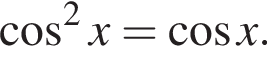 cos² x = cos x.